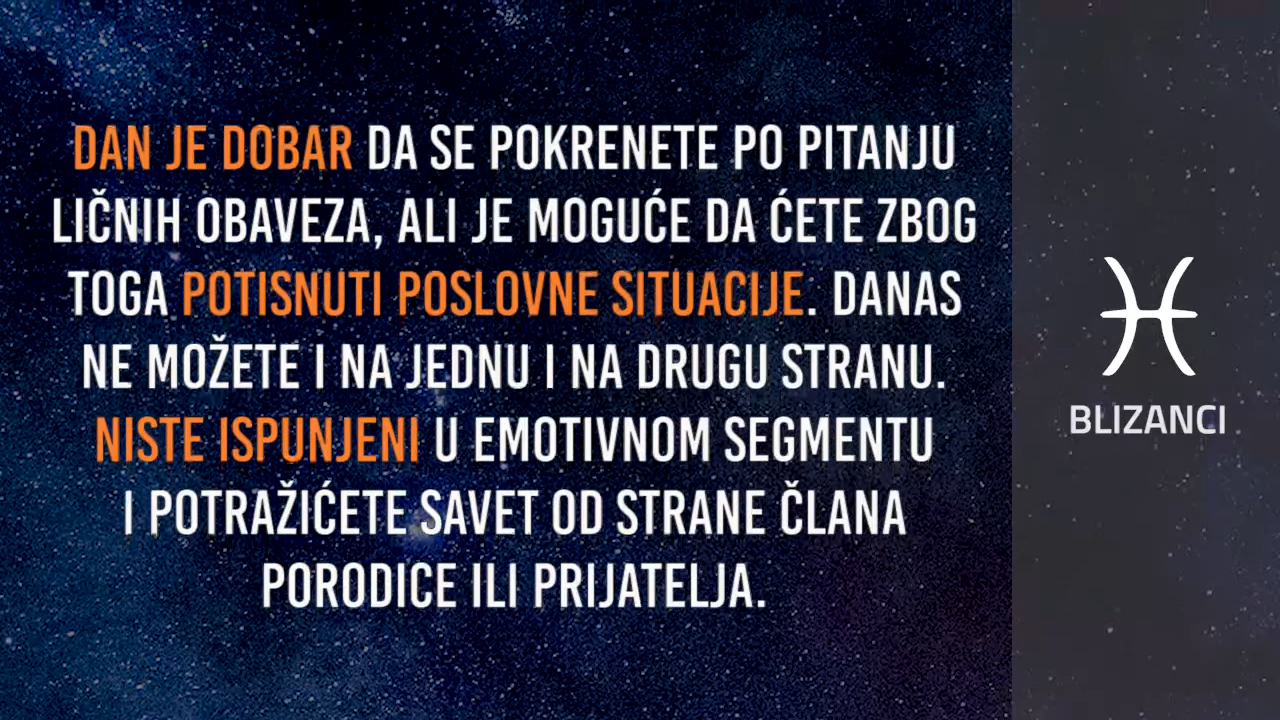 DAN JE DOBAR DA SE POKRENETE PO PITANJU
LIČNIH OBAVEZA, ALI JE MOGUĆE DA ĆETE ZBOG
TOGA POTISNUTI POSLOVNE SITUACIJE. DANAS
NE MOŽETE I NA JEDNU I NA DRUGU STRANU.
NISTE ISPUNJENI U EMOTIVNOM SEGMENTU
I POTRAŽIĆETE SAVET OD STRANE ČLANA
PORODICE ILI PRIJATELJA.
BLIZANCI